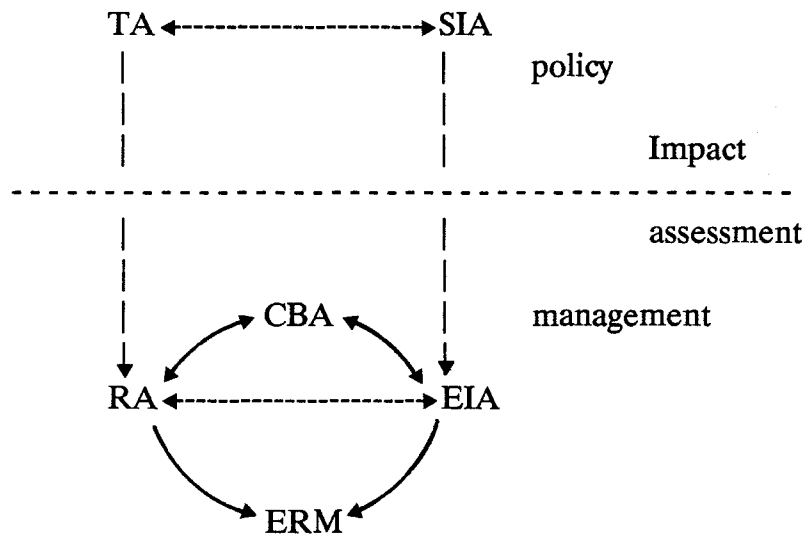 TA SIA
policy
Impact
assessment
CBA management
RA EIA
ERM